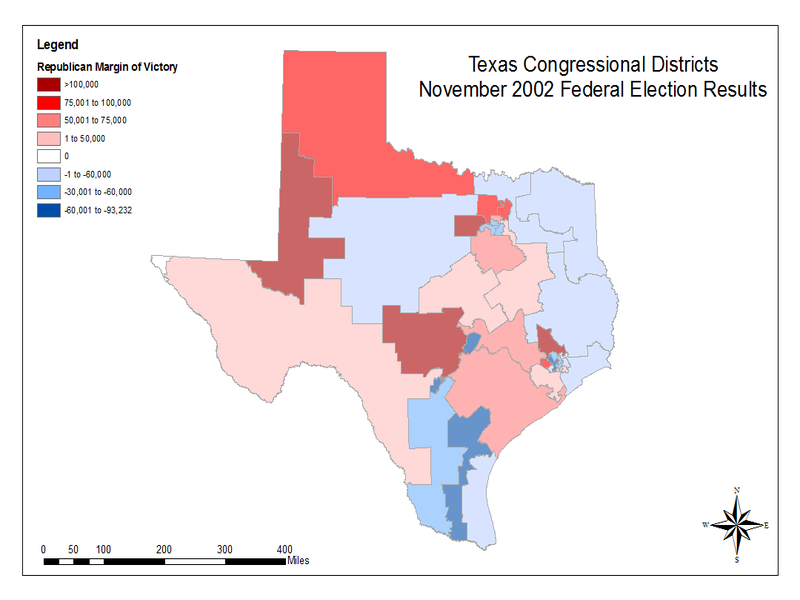 Legend
Republican Margin of Victory
>100,000
75,001 to 100,000
50,001 to 75,000
1 to 50,000
0
-1 to -60,000
-30,001 to -60,000
-60,001 to -93,232
Texas Congressional Districts
November 2002 Federal Election Results
N
W E
S
0 50 100 200 300 400
Miles